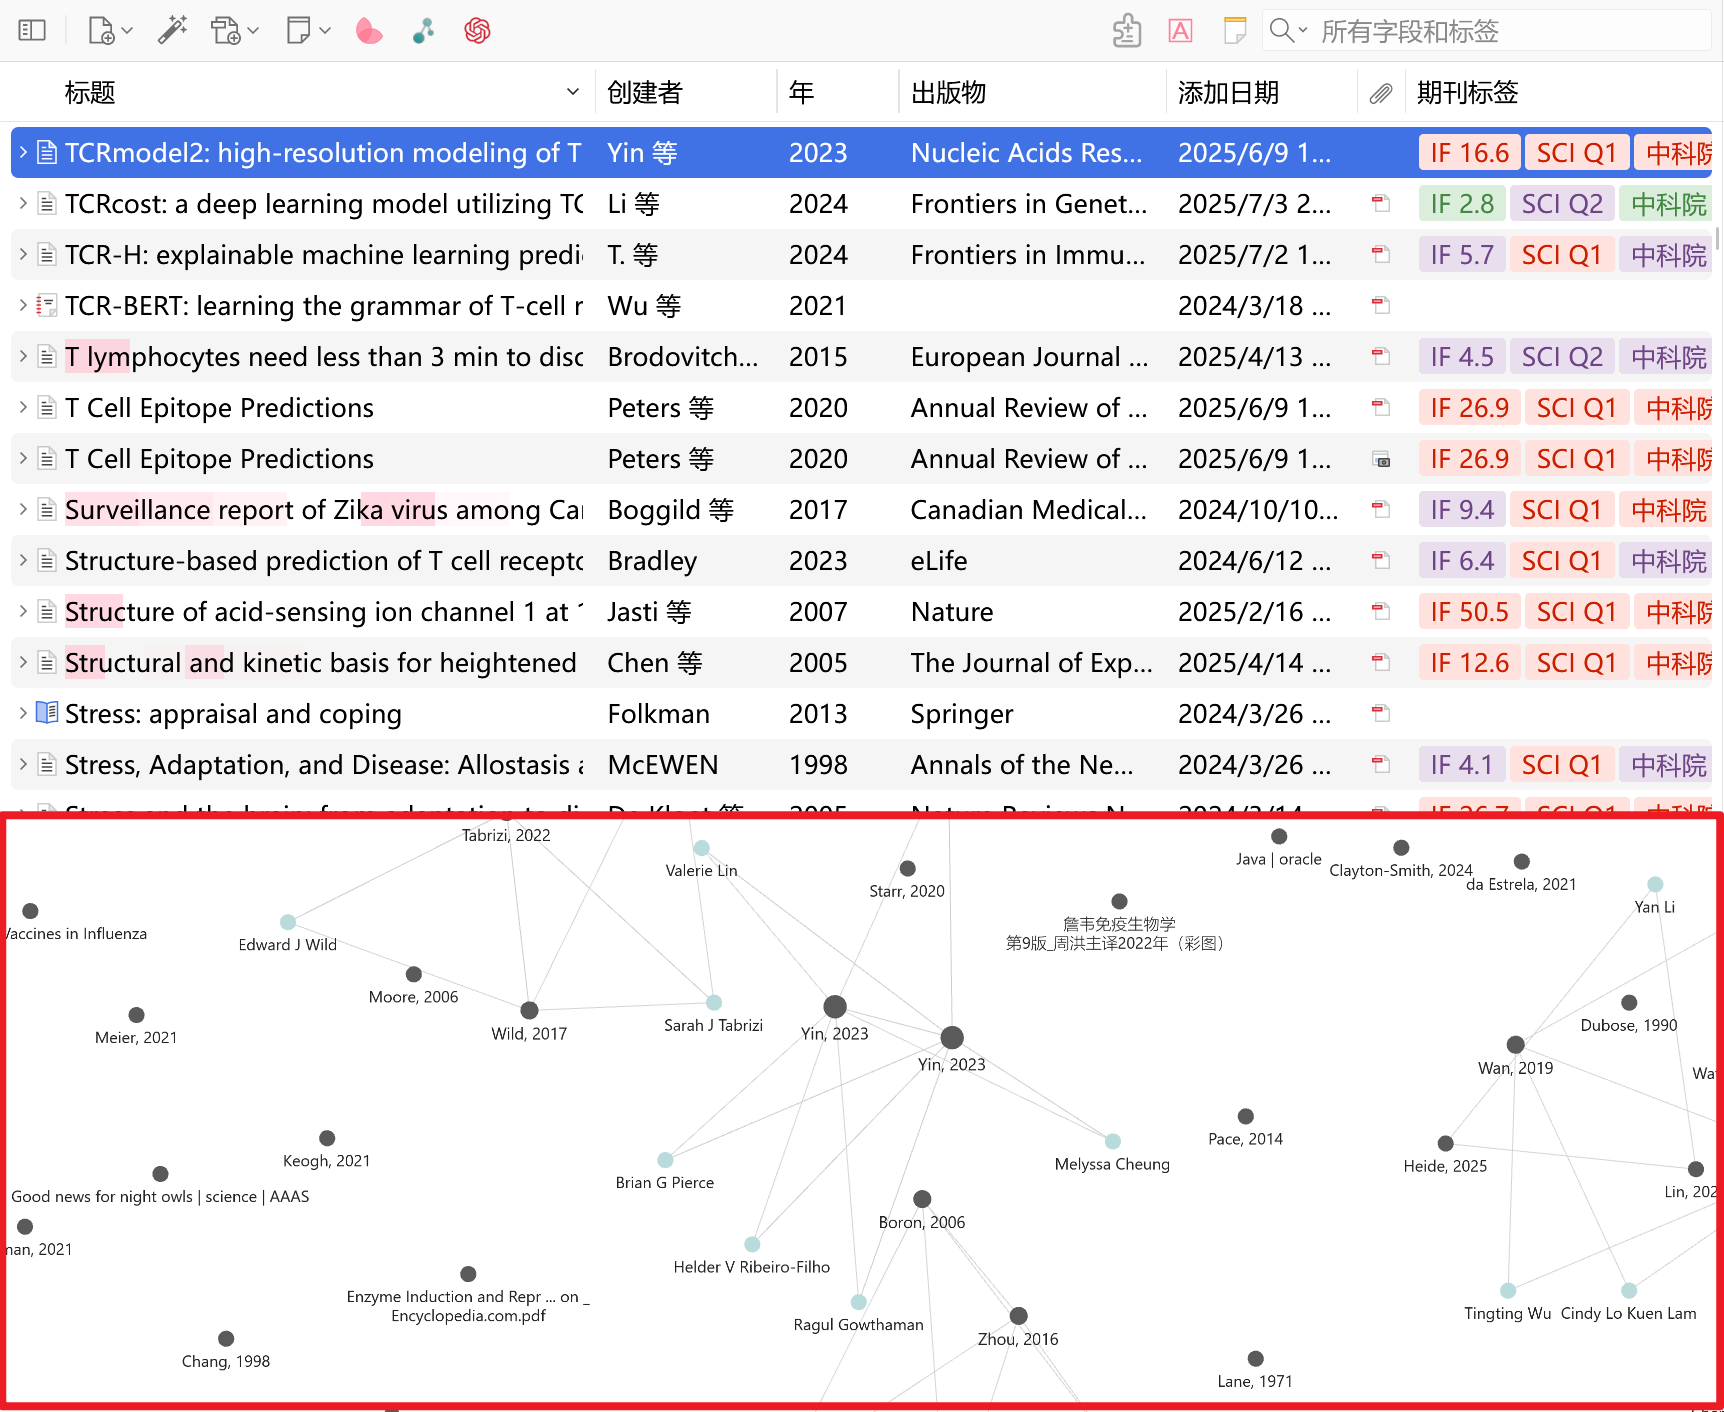 所有字段和标签
标题 创建者 年 出版物 添加日期 期刊标签
TCRmodel2: high-resolution modeling of T Yin 等 2023 Nucleic Acids Res... 2025/6/9 1... IF 16.6 SCI Q1 中科院
TCRcost: a deep learning model utilizing TC Li 等 2024 Frontiers in Genet... 2025/7/3 2... IF 2.8 SCI Q2 中科院
TCR-H: explainable machine learning predi T. 等 2024 Frontiers in Immu... 2025/7/2 1... IF 5.7 SCI Q1 中科院
TCR-BERT: learning the grammar of T-cell r Wu 等 2021 2024/3/18 ...
T lymphocytes need less than 3 min to disc Brodovitch... 2015 European Journal ... 2025/4/13 ... IF 4.5 SCI Q2 中科院
T Cell Epitope Predictions Peters 等 2020 Annual Review of ... 2025/6/9 1... IF 26.9 SCI Q1 中科院
T Cell Epitope Predictions Peters 等 2020 Annual Review of ... 2025/6/9 1... IF 26.9 SCI Q1 中科院
Surveillance report of Zika virus among Ca Boggild 等 2017 Canadian Medical... 2024/10/10... IF 9.4 SCI Q1 中科院
Structure-based prediction of T cell recepto Bradley 2023 eLife 2024/6/12 ... IF 6.4 SCI Q1 中科院
Structure of acid-sensing ion channel 1 at 1 Jasti 等 2007 Nature 2025/2/16 ... IF 50.5 SCI Q1 中科院
Structural and kinetic basis for heightened Chen 等 2005 The Journal of Exp... 2025/4/14 ... IF 12.6 SCI Q1 中科院
Stress: appraisal and coping Folkman 2013 Springer 2024/3/26 ...
Stress, Adaptation, and Disease: Allostasis a McEWEN 1998 Annals of the Ne... 2024/3/26 ... IF 4.1 SCI Q1 中科院
Tabrizi, 2022
Valerie Lin
Starr, 2020
Java | oracle
Clayton-Smith, 2024
da Estrela, 2021
Yan Li
Vaccines in Influenza
Edward J Wild
詹韦免疫生物学
第9版_周洪主译2022年（彩图）
Moore, 2006
Meier, 2021
Wild, 2017
Sarah J Tabrizi
Yin, 2023
Yin, 2023
Dubose, 1990
Wan, 2019
Wa
Keogh, 2021
Brian G Pierce
Melyssa Cheung
Pace, 2014
Heide, 2025
Lin, 202
Good news for night owls | science | AAAS
Boron, 2006
man, 2021
Helder V Ribeiro-Filho
Enzyme Induction and Repr ... on _
Encyclopedia.com.pdf
Ragul Gowthaman
Zhou, 2016
Tingting Wu
Cindy Lo Kuen Lam
Chang, 1998
Lane, 1971